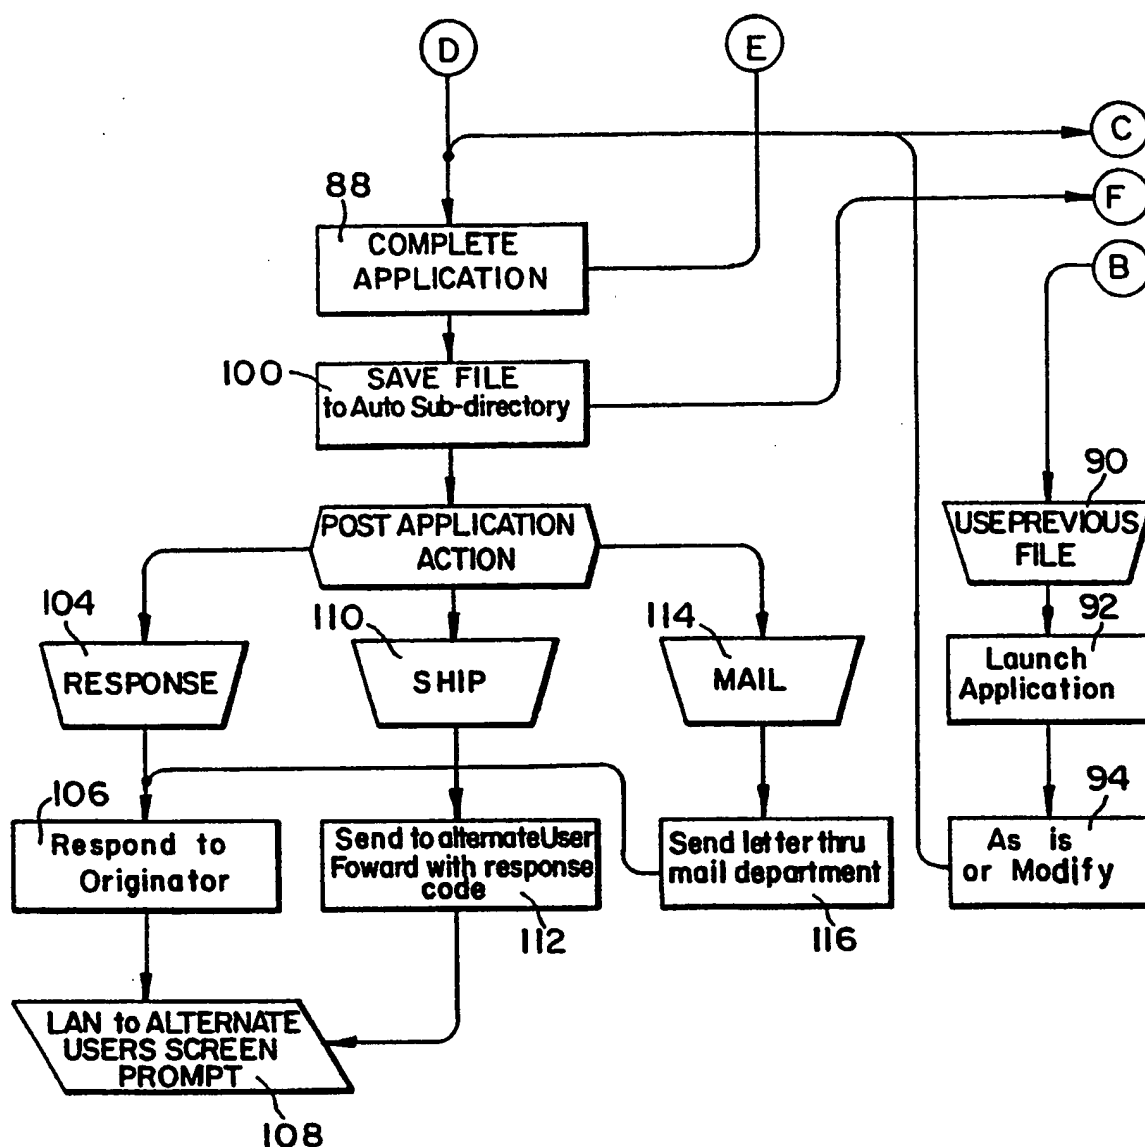 D
E
C
F
B
88
COMPLETE
APPLICATION
100
SAVE FILE
to Auto Sub-directory
POST APPLICATION
ACTION
90
USE PREVIOUS
FILE
104
RESPONSE
110
SHIP
114
MAIL
92
Launch
Application
106
Respond to
Originator
Send to alternate User
Foward with response
code
112
Send letter thru
mail department
116
94
As is
or Modify
LAN to ALTERNATE
USERS SCREEN
PROMPT
108